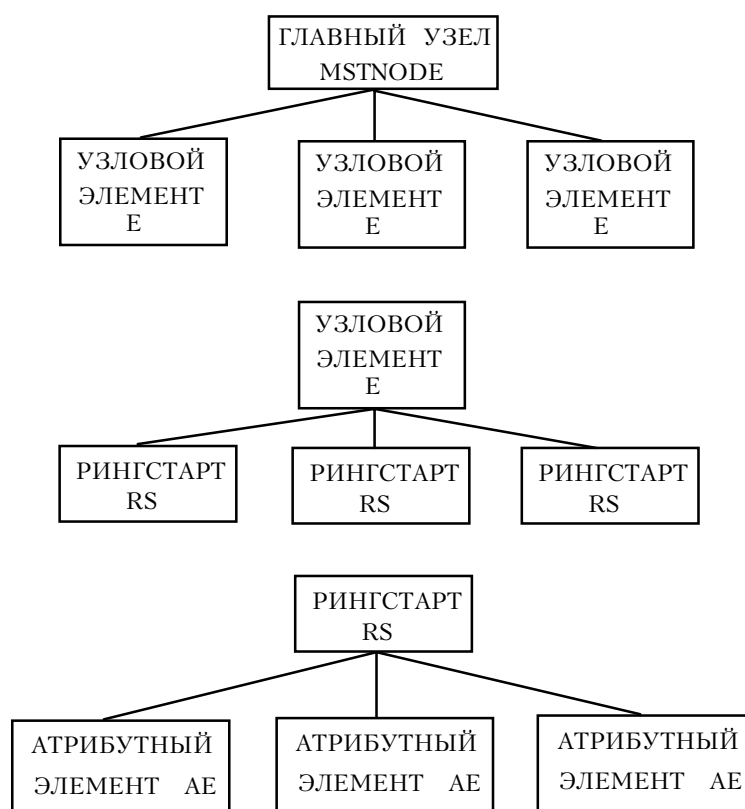 ГЛАВНЫЙ УЗЕЛ
MSTNODE
УЗЛОВОЙ
ЭЛЕМЕНТ
E
УЗЛОВОЙ
ЭЛЕМЕНТ
E
УЗЛОВОЙ
ЭЛЕМЕНТ
E
УЗЛОВОЙ
ЭЛЕМЕНТ
E
РИНГСТАРТ
RS
РИНГСТАРТ
RS
РИНГСТАРТ
RS
РИНГСТАРТ
RS
АТРИБУТНЫЙ
ЭЛЕМЕНТ AE
АТРИБУТНЫЙ
ЭЛЕМЕНТ AE
АТРИБУТНЫЙ
ЭЛЕМЕНТ AE